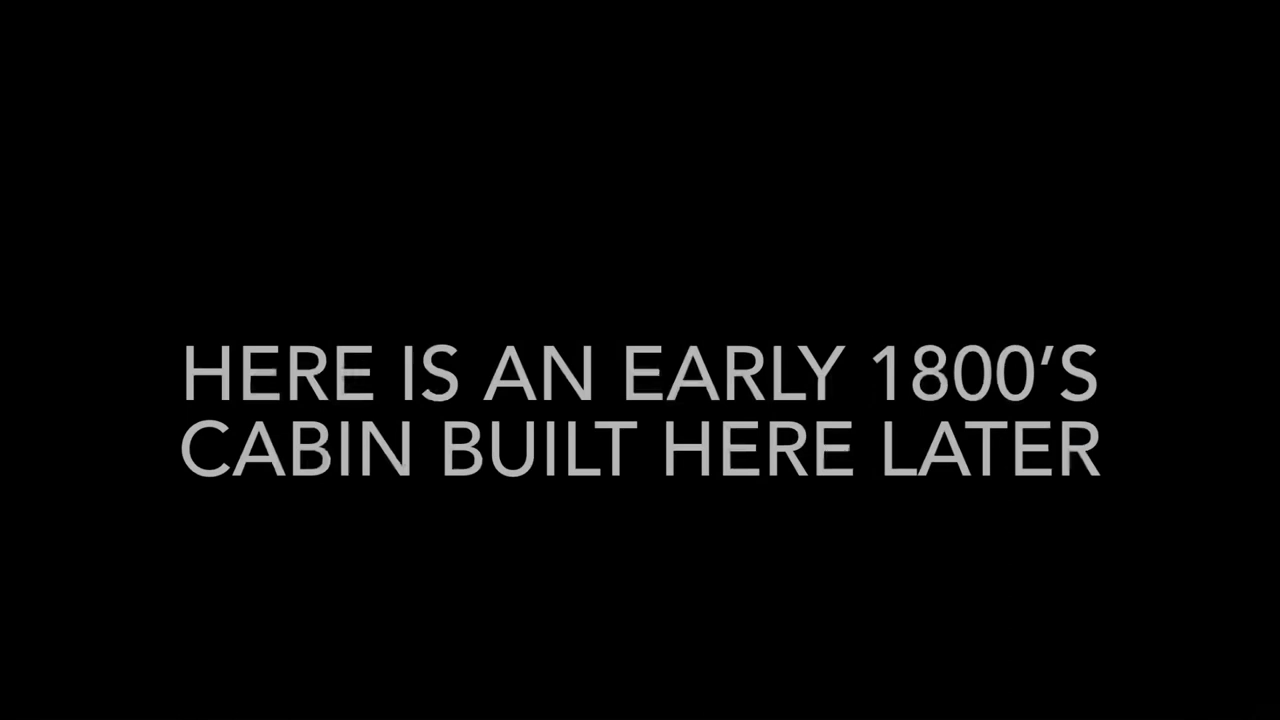 HERE IS AN EARLY 1800’S
CABIN BUILT HERE LATER